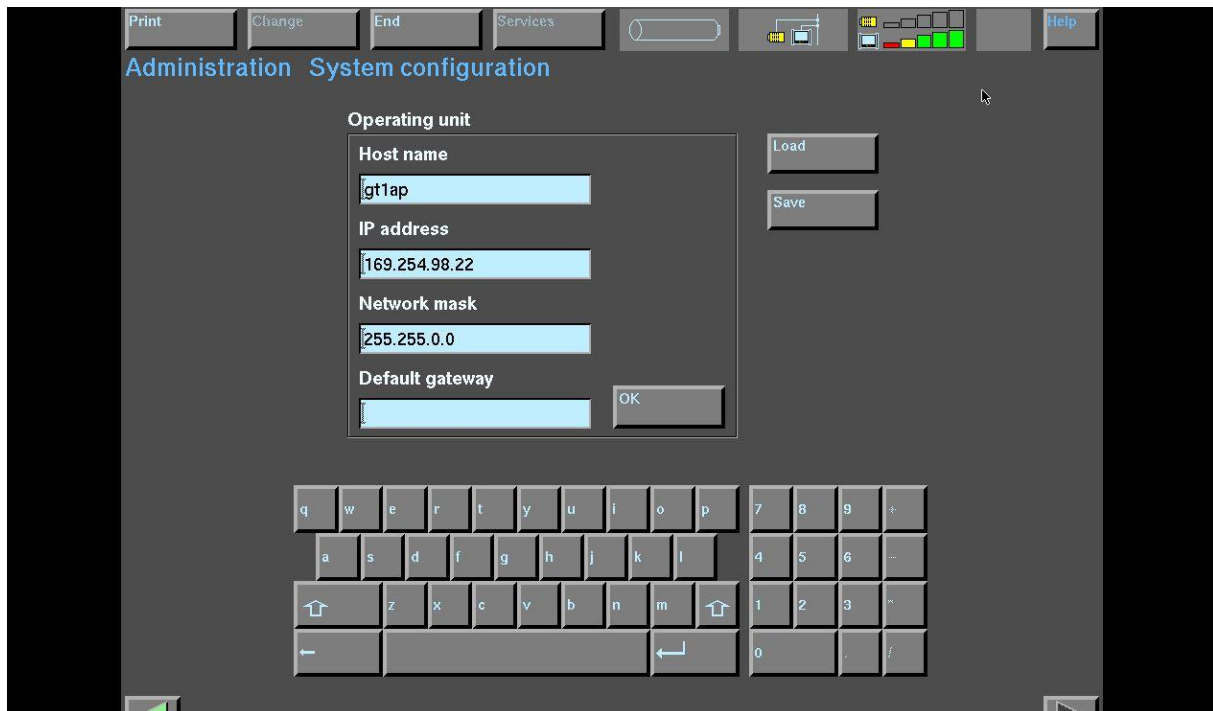 Print Change End Services Help
Administration System configuration
Operating unit
Host name
gt1ap
IP address
169.254.98.22
Network mask
255.255.0.0
Default gateway
OK
Load
Save
q w e r t y u i o p 7 8 9 +
a s d f g h j k l 4 5 6 -
z x c v b n m 1 2 3 *
0 . /